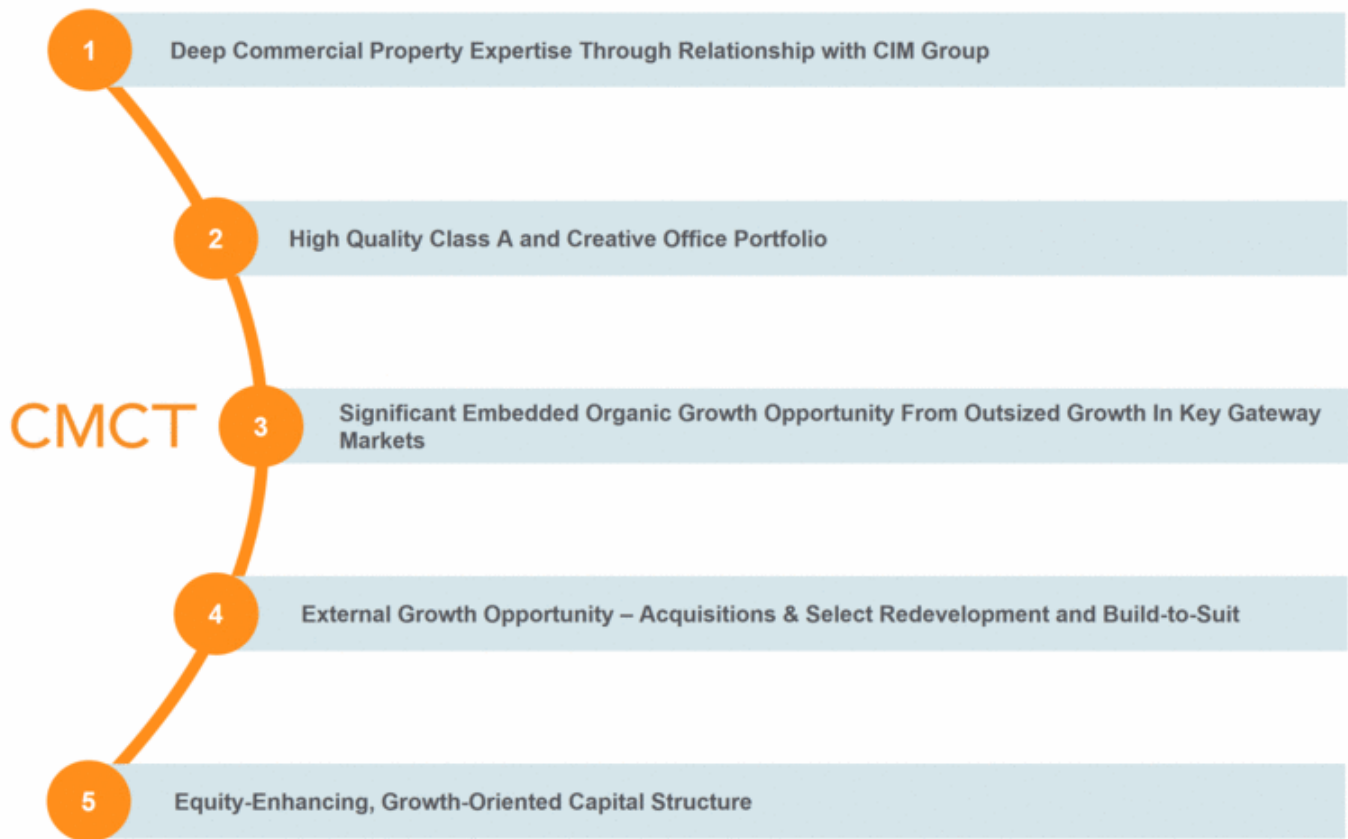 1
Deep Commercial Property Expertise Through Relationship with CIM Group
2
High Quality Class A and Creative Office Portfolio
CMCT
3
Significant Embedded Organic Growth Opportunity From Outsized Growth In Key Gateway
Markets
4
External Growth Opportunity – Acquisitions & Select Redevelopment and Build-to-Suit
5
Equity-Enhancing, Growth-Oriented Capital Structure